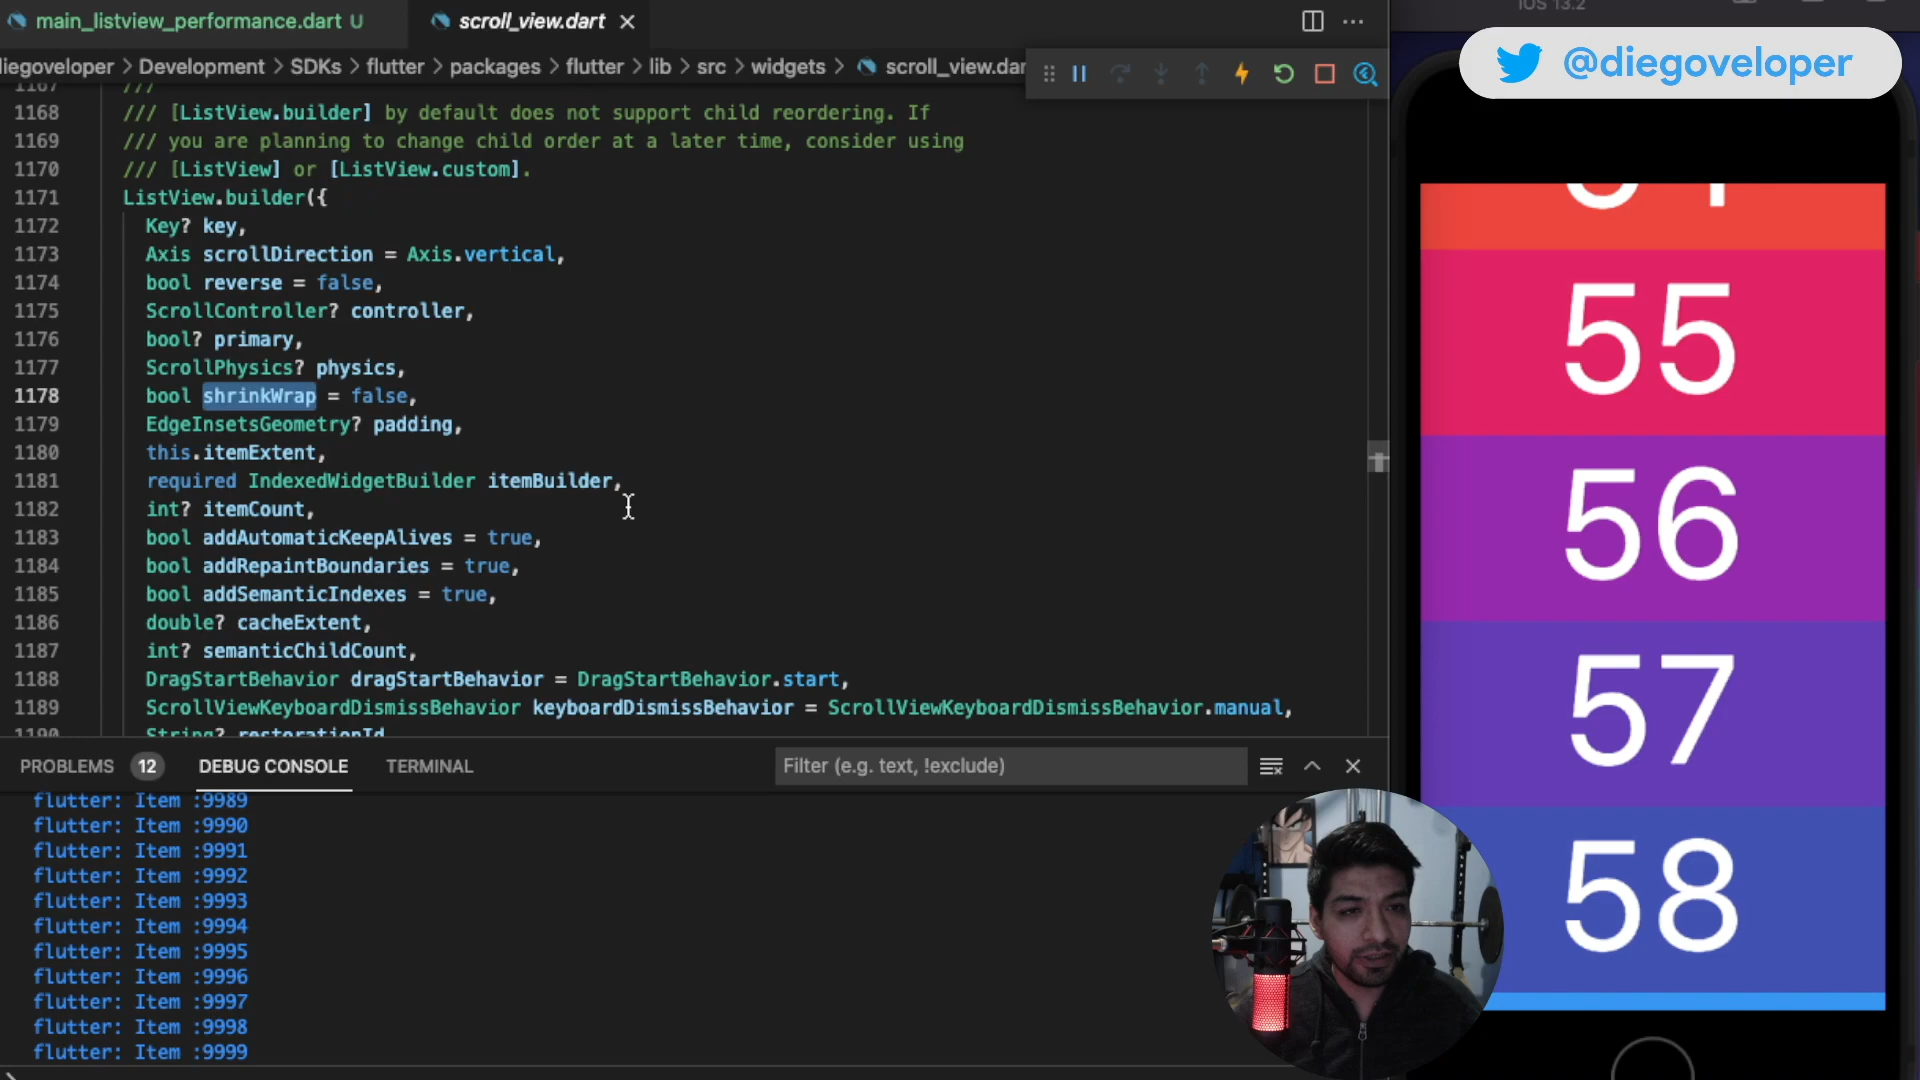 main_listview_performance.dart U
scroll_view.dart
iOS 13.2
diegoveloper > Development > SDKs > flutter > packages > flutter > lib > src > widgets > scroll_view.dar
@diegoveloper
1167 ///
1168 /// [ListView.builder] by default does not support child reordering. If
1169 /// you are planning to change child order at a later time, consider using
1170 /// [ListView] or [ListView.custom].
1171 ListView.builder({
1172 Key? key,
1173 Axis scrollDirection = Axis.vertical,
1174 bool reverse = false,
1175 ScrollController? controller,
1176 bool? primary,
1177 ScrollPhysics? physics,
1178 bool shrinkWrap = false,
1179 EdgeInsetsGeometry? padding,
1180 this.itemExtent,
1181 required IndexedWidgetBuilder itemBuilder,
1182 int? itemCount,
1183 bool addAutomaticKeepAlives = true,
1184 bool addRepaintBoundaries = true,
1185 bool addSemanticIndexes = true,
1186 double? cacheExtent,
1187 int? semanticChildCount,
1188 DragStartBehavior dragStartBehavior = DragStartBehavior.start,
1189 ScrollViewKeyboardDismissBehavior keyboardDismissBehavior = ScrollViewKeyboardDismissBehavior.manual,
1190 String? restorationId
PROBLEMS 12 DEBUG CONSOLE TERMINAL
Filter (e.g. text, !exclude)
flutter: Item :9989
flutter: Item :9990
flutter: Item :9991
flutter: Item :9992
flutter: Item :9993
flutter: Item :9994
flutter: Item :9995
flutter: Item :9996
flutter: Item :9997
flutter: Item :9998
flutter: Item :9999
55
56
57
58